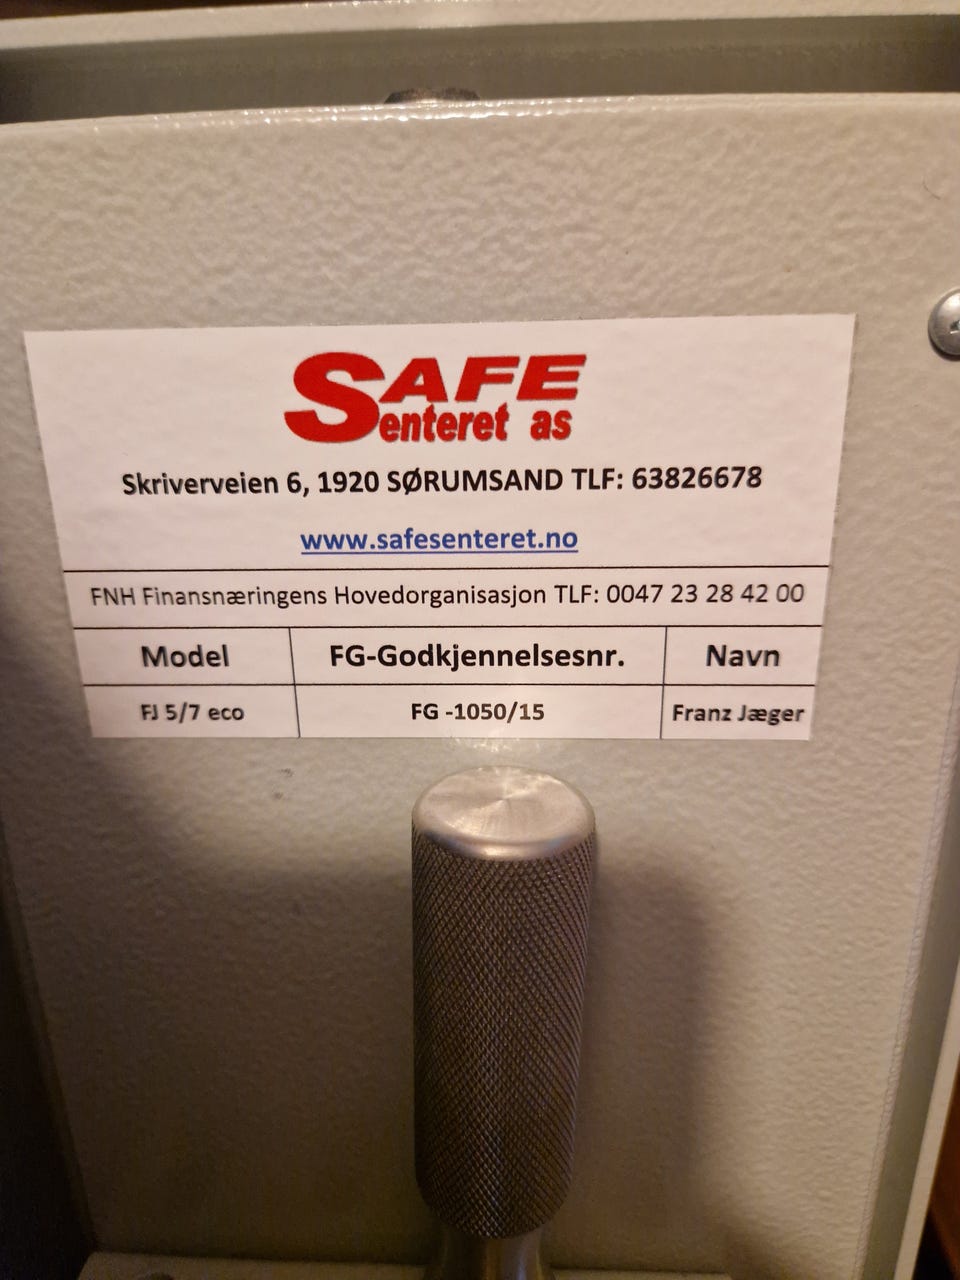 SAFE
Senteret as
Skriverveien 6, 1920 SØRUMSAND TLF: 63826678
www.safesenteret.no
FNH Finansnæringens Hovedorganisasjon TLF: 0047 23 28 42 00
Model FG-Godkjennelsesnr. Navn
FJ 5/7 eco FG -1050/15 Franz Jæger